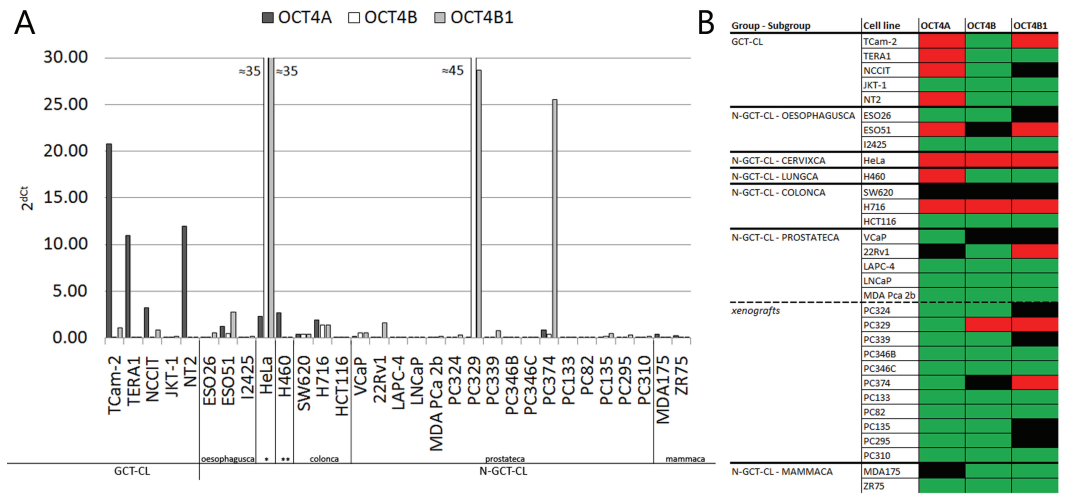 A
OCT4A OCT4B OCT4B1
30.00
25.00
20.00
15.00
10.00
5.00
0.00
2^dCt
≈35 ≈35 ≈45
TCam-2 TERA1 NCCIT JKT-1 NT2 ESO26 ESO51 I2425 HeLa H460 SW620 H716 HCT116 VCaP 22Rv1 LAPC-4 LNCaP MDA PCa 2b PC324 PC329 PC339 PC346B PC346C PC374 PC133 PC82 PC135 PC295 PC310 MDA175 ZR75
oesophagusca * ** colonca prostateca mammaca
GCT-CL N-GCT-CL
B
Group - Subgroup Cell line OCT4A OCT4B OCT4B1
GCT-CL TCam-2
TERA1
NCCIT
JKT-1
NT2
N-GCT-CL - OESOPHAGUSCA ESO26
ESO51
I2425
N-GCT-CL - CERVIXCA HeLa
N-GCT-CL - LUNGCA H460
N-GCT-CL - COLONCA SW620
H716
HCT116
N-GCT-CL - PROSTATECA VCaP
22Rv1
LAPC-4
LNCaP
MDA Pca 2b
xenografts PC324
PC329
PC339
PC346B
PC346C
PC374
PC133
PC82
PC135
PC295
PC310
N-GCT-CL - MAMMACA MDA175
ZR75